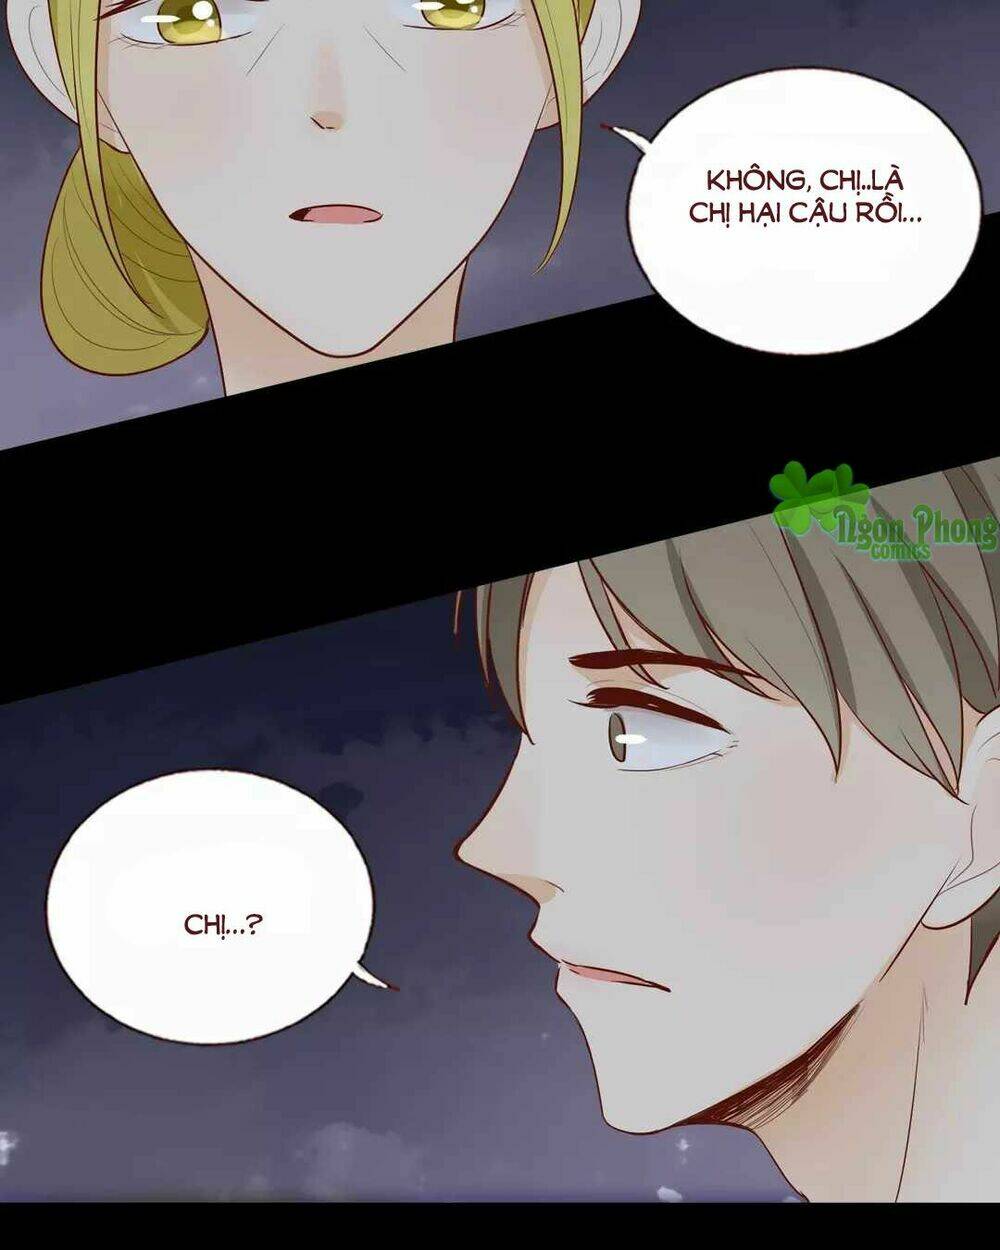 KHÔNG, CHỊ..LÀ
CHỊ HẠI CẬU RỒI...
Ngon Phong
comics
CHỊ...?